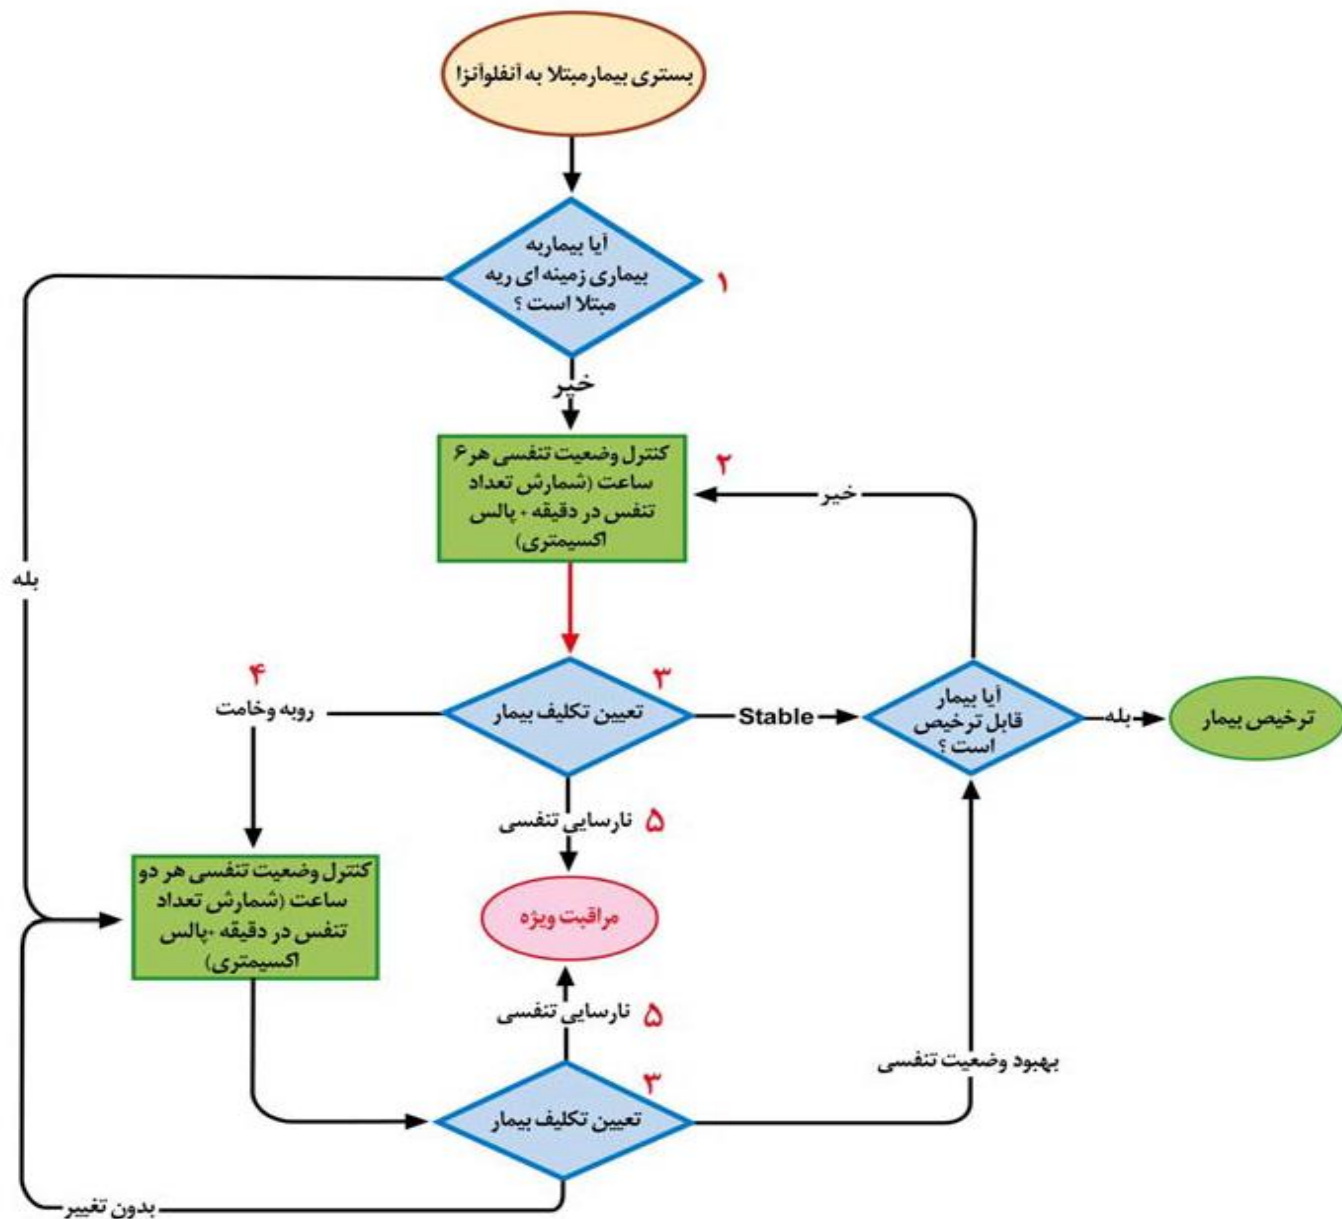 بستری بیمارمبتلا به آنفلوآنزا
آیا بیماربه
بیماری زمینه ای ریه
مبتلا است ؟
۱
خیر
بله
کنترل وضعیت تنفسی هر ۶
ساعت (شمارش تعداد
تنفس در دقیقه + پالس
اکسیمتری)
۲
خیر
تعیین تکلیف بیمار
۳
۴
روبه وخامت
Stable
آیا بیمار
قابل ترخیص
است ؟
بله
ترخیص بیمار
نارسایی تنفسی
۵
مراقبت ویژه
کنترل وضعیت تنفسی هر دو
ساعت (شمارش تعداد
تنفس در دقیقه +پالس
اکسیمتری)
نارسایی تنفسی
۵
تعیین تکلیف بیمار
۳
بهبود وضعیت تنفسی
بدون تغییر